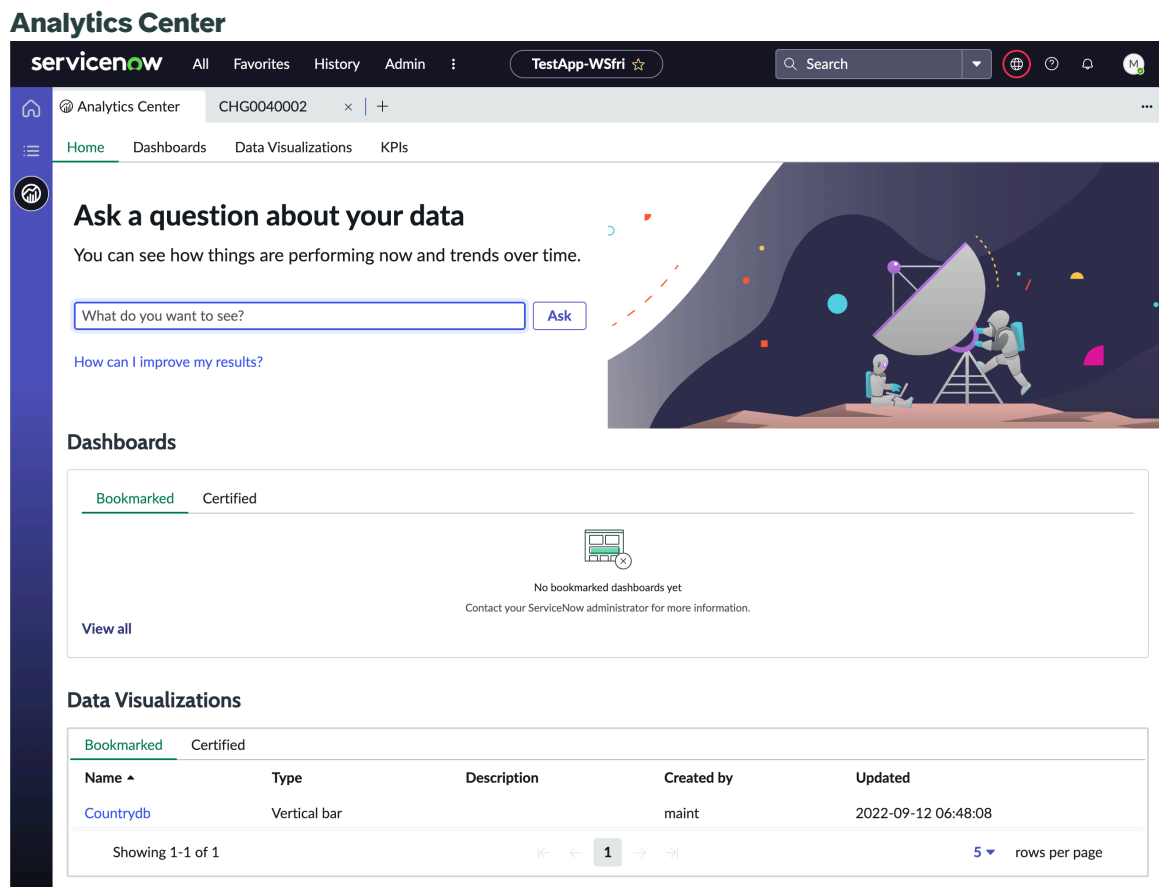 Analytics Center
servicenow All Favorites History Admin TestApp-WSfri Search M
Analytics Center CHG0040002
Home Dashboards Data Visualizations KPIs
Ask a question about your data
You can see how things are performing now and trends over time.
What do you want to see? Ask
How can I improve my results?
Dashboards
Bookmarked Certified
No bookmarked dashboards yet
Contact your ServiceNow administrator for more information.
View all
Data Visualizations
Bookmarked Certified
Name Type Description Created by Updated
Countrydb Vertical bar maint 2022-09-12 06:48:08
Showing 1-1 of 1 1 5 rows per page